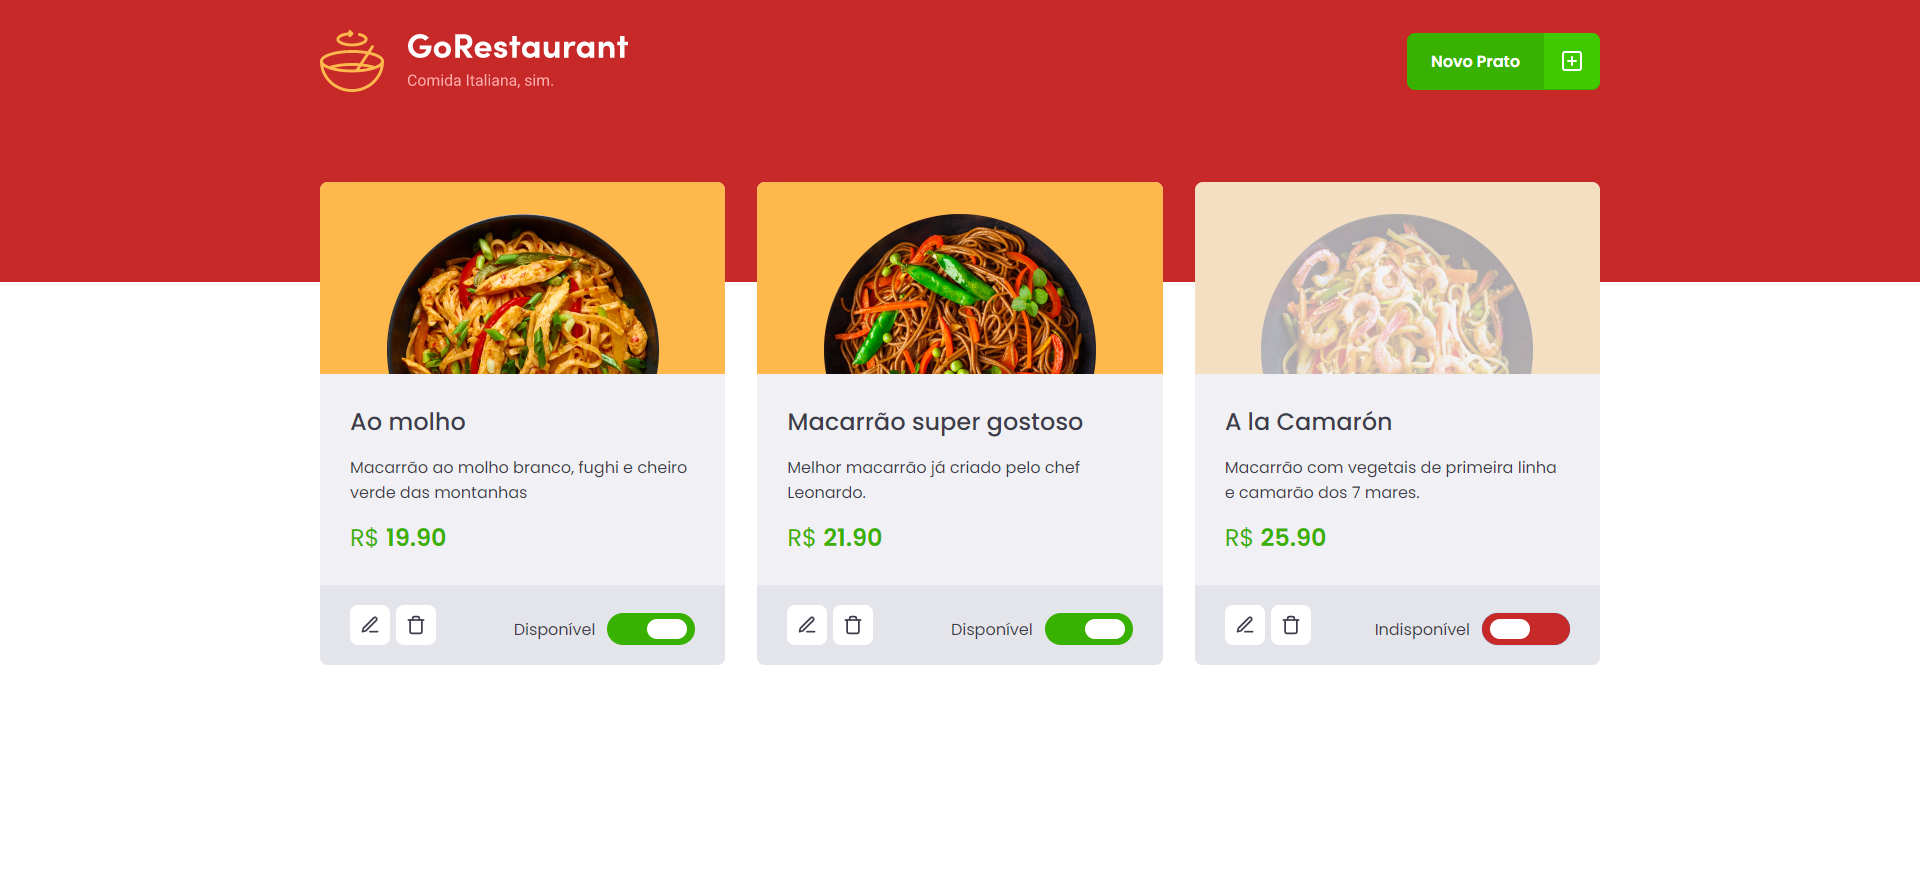 GoRestaurant
Comida Italiana, sim.
Novo Prato
Ao molho
Macarrão ao molho branco, fughi e cheiro
verde das montanhas
R$ 19.90
Disponível
Macarrão super gostoso
Melhor macarrão já criado pelo chef
Leonardo.
R$ 21.90
Disponível
A la Camarón
Macarrão com vegetais de primeira linha
e camarão dos 7 mares.
R$ 25.90
Indisponível